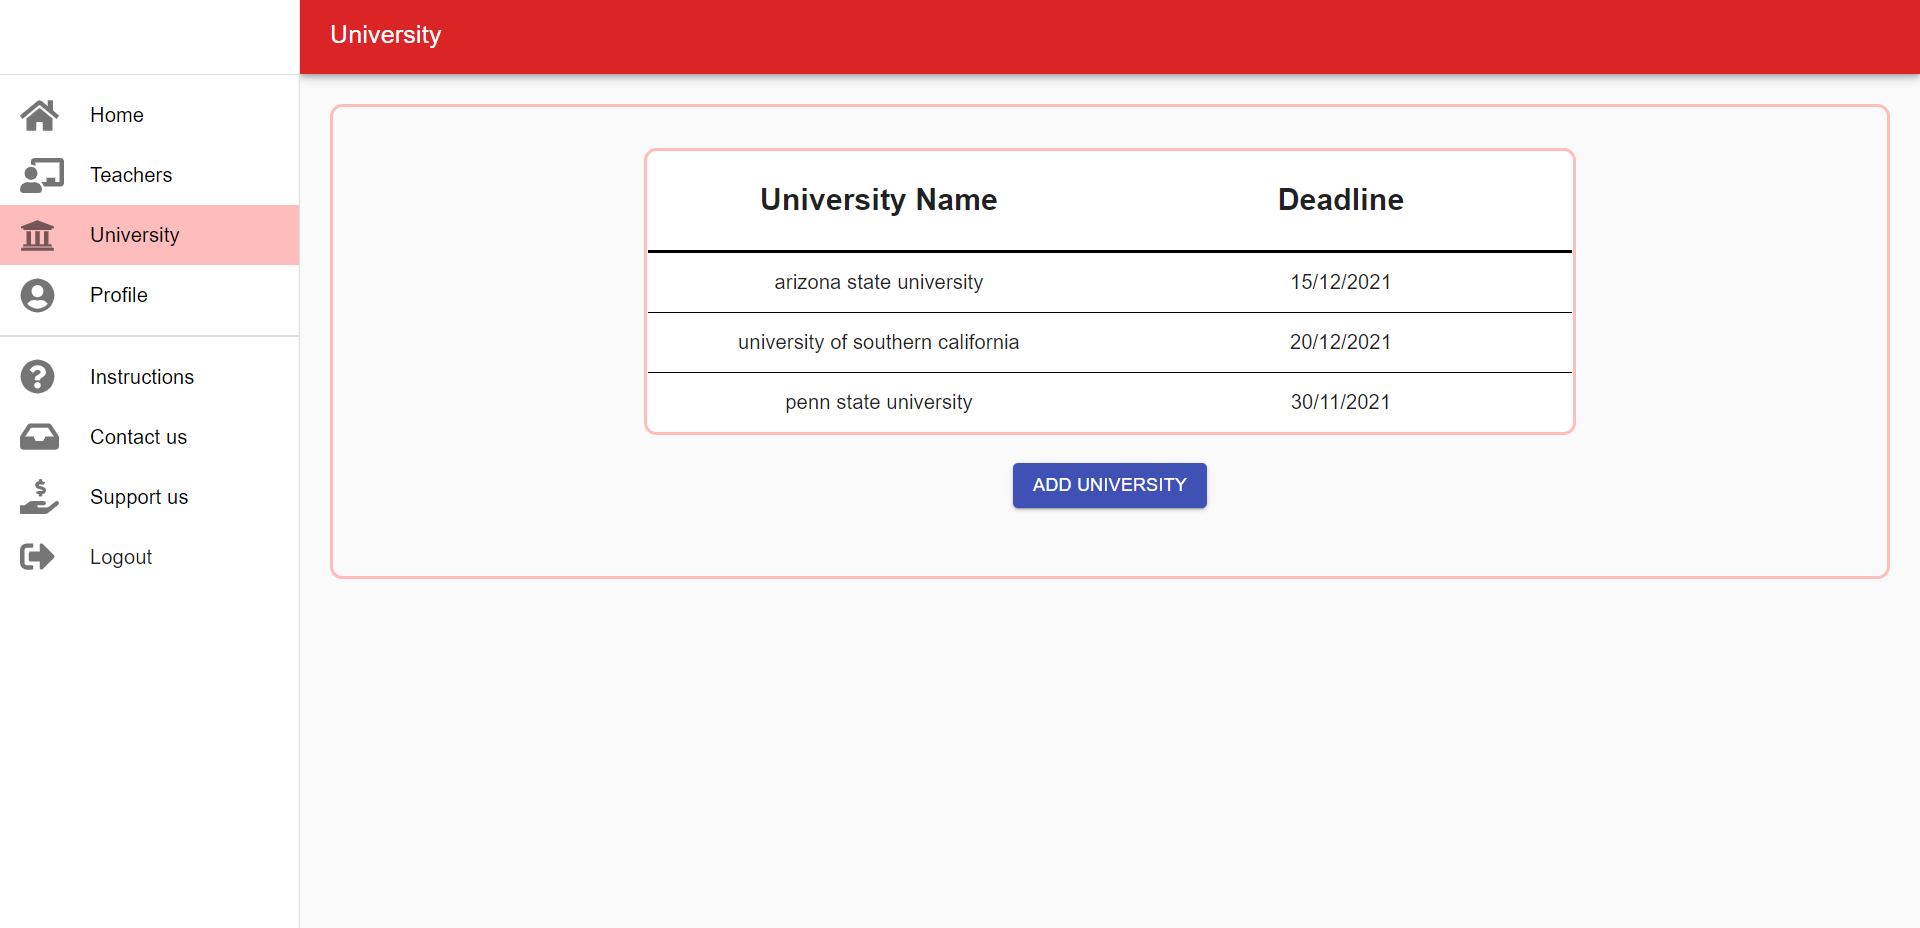 University
Home
Teachers
University
Profile
Instructions
Contact us
Support us
Logout
University Name Deadline
arizona state university 15/12/2021
university of southern california 20/12/2021
penn state university 30/11/2021
ADD UNIVERSITY